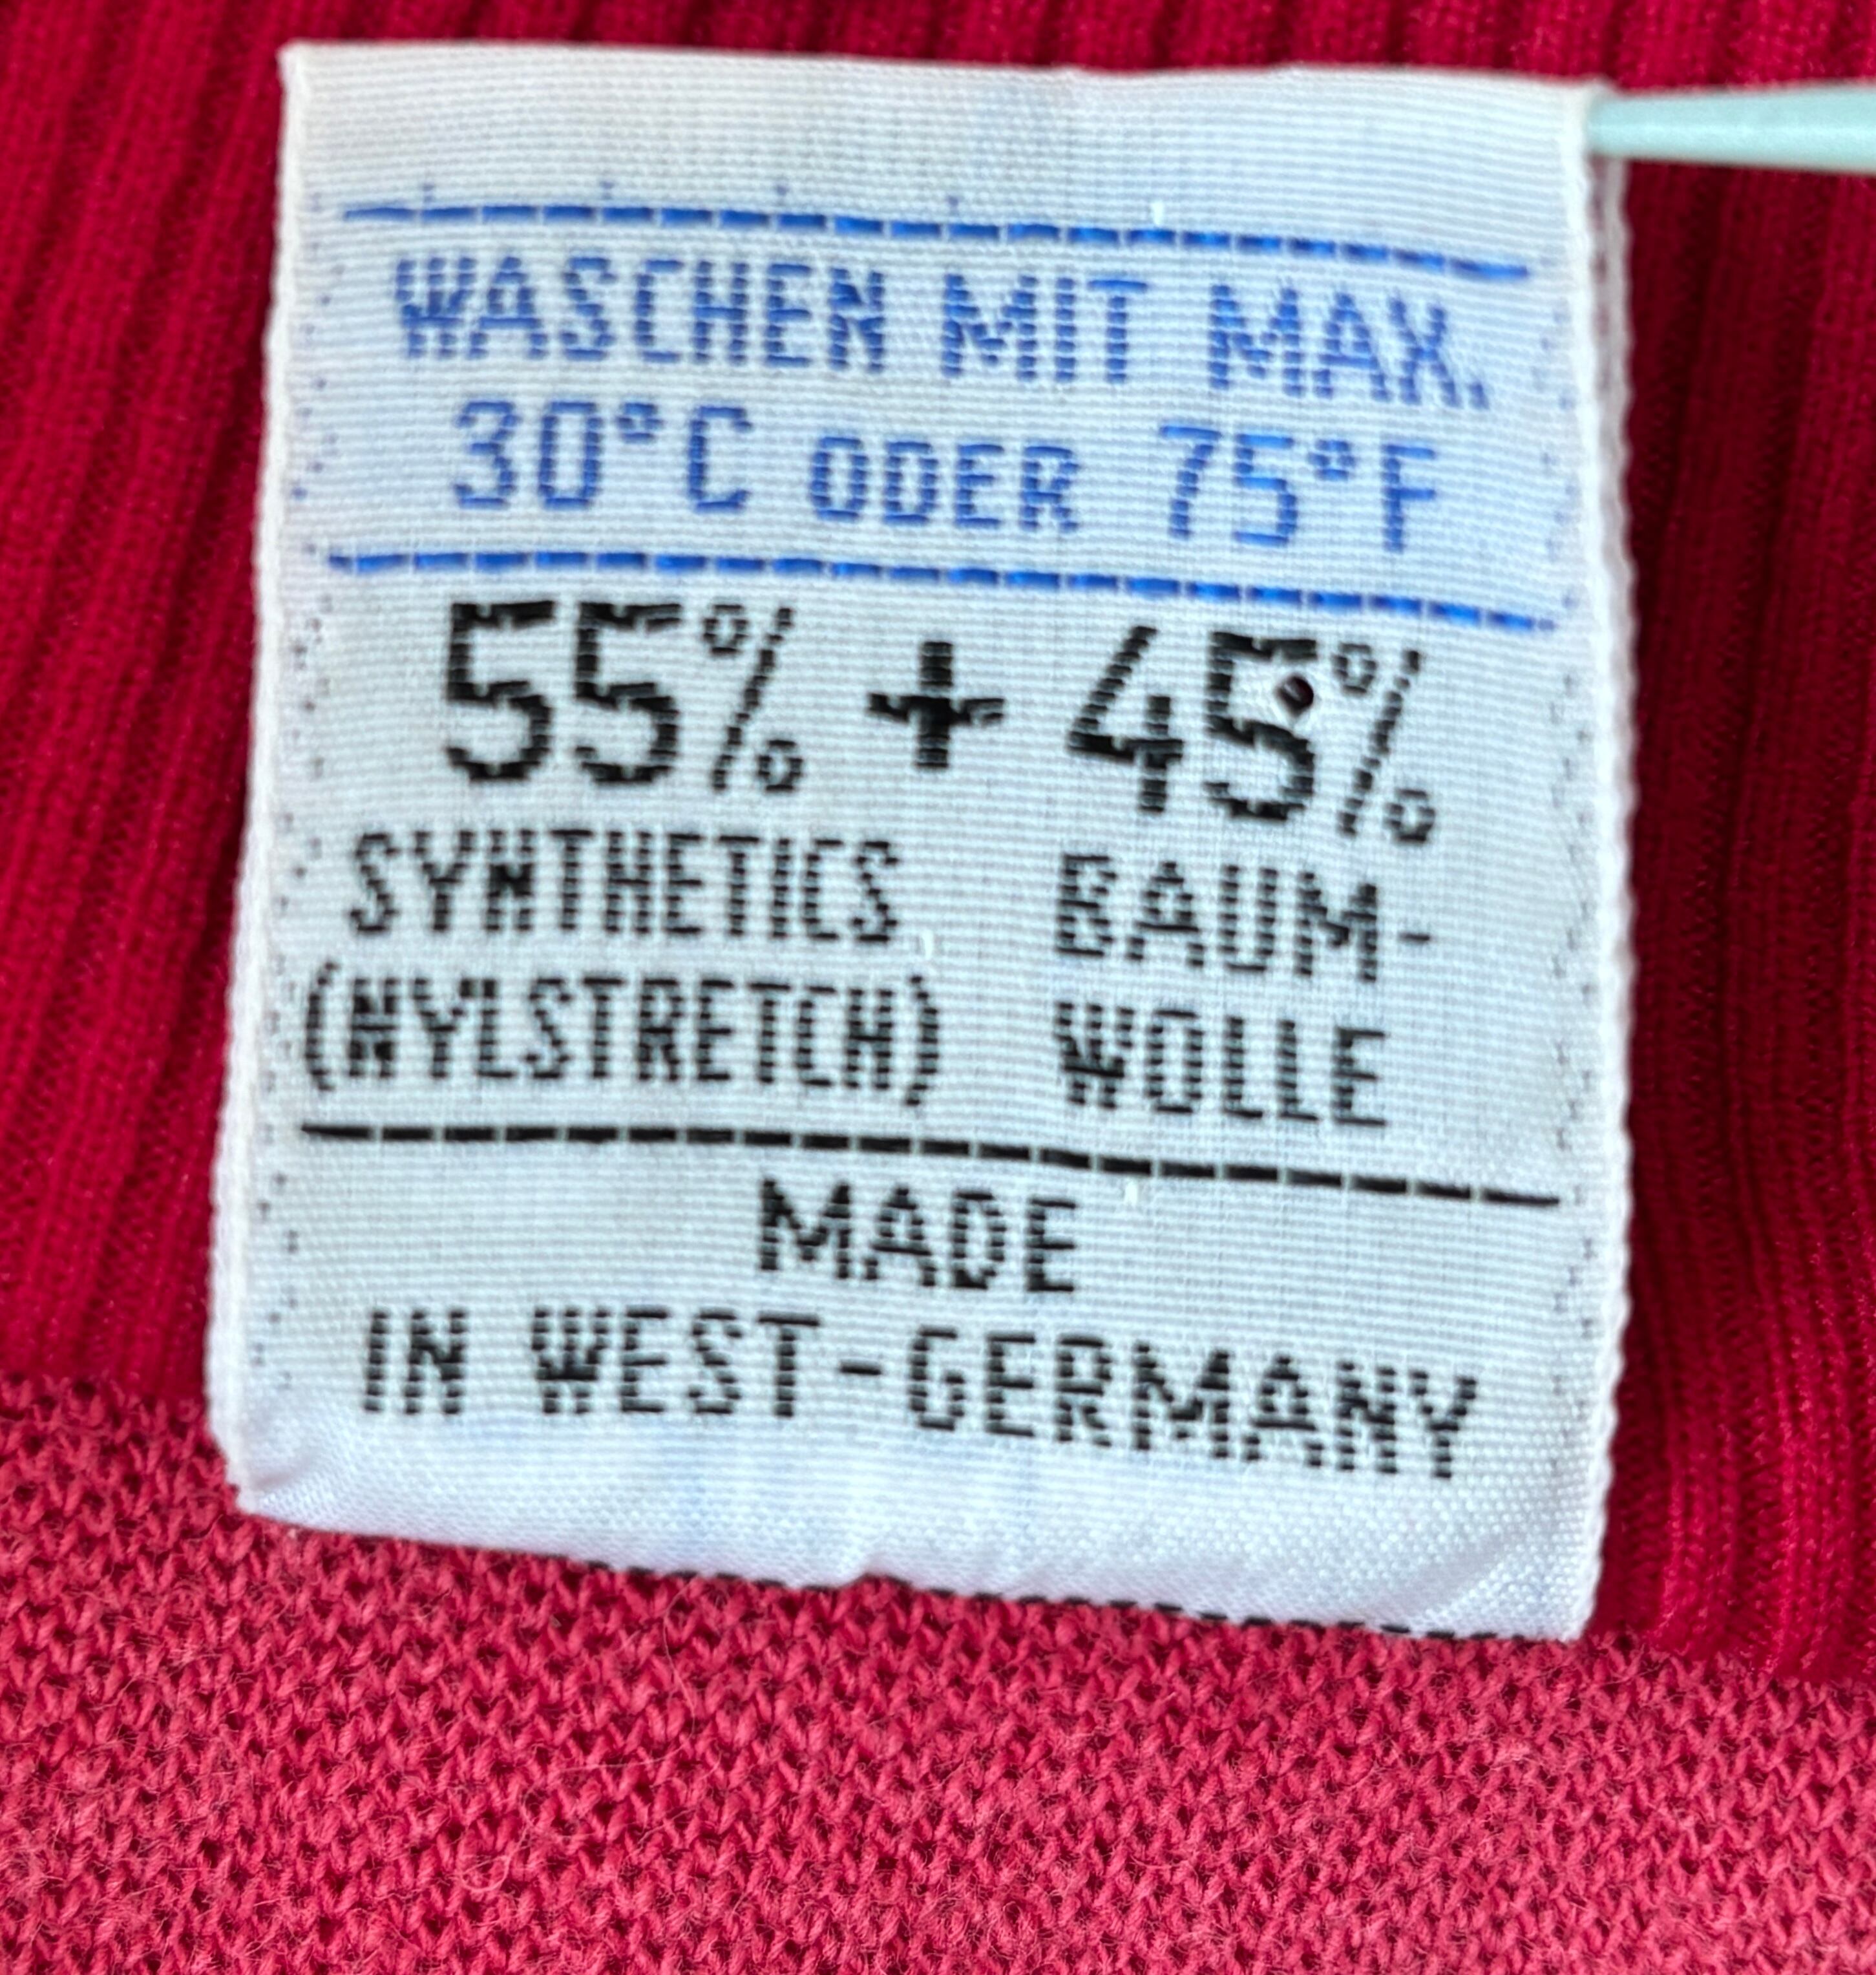 WASCHEN MIT MAX.
30°C ODER 75°F
55% + 45%
SYNTHETICS BAUM-
(NYLSTRETCH) WOLLE
MADE
IN WEST-GERMANY